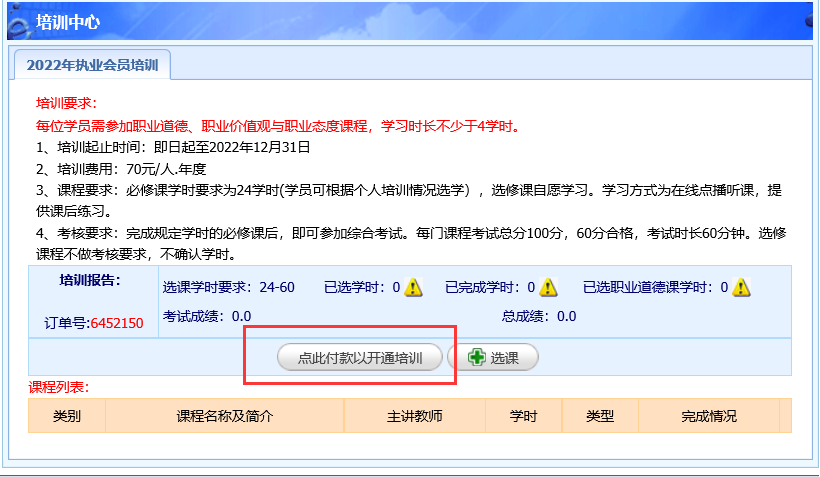 培训中心
2022年执业会员培训
培训要求：
每位学员需参加职业道德、职业价值观与职业态度课程，学习时长不少于4学时。
1、培训起止时间：即日起至2022年12月31日
2、培训费用：70元/人.年度
3、课程要求：必修课学时要求为24学时(学员可根据个人培训情况选学），选修课自愿学习。学习方式为在线点播听课，提
供课后练习。
4、考核要求：完成规定学时的必修课后，即可参加综合考试。每门课程考试总分100分，60分合格，考试时长60分钟。选修
课程不做考核要求，不确认学时。
培训报告：
订单号:6452150
选课学时要求：24-60 已选学时：0 已完成学时：0 已选职业道德课学时：0
考试成绩：0.0 总成绩：0.0
点此付款以开通培训 选课
课程列表：
类别 课程名称及简介 主讲教师 学时 类型 完成情况